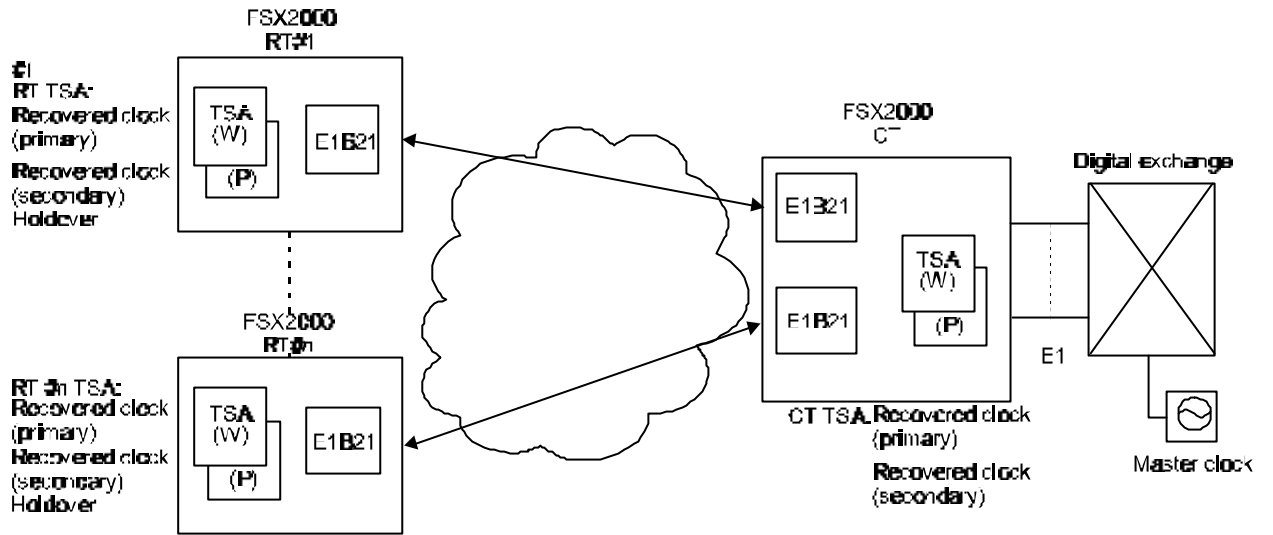 FSX2000
RT#1
#1
RT TSA:
Recovered clock
(primary)
Recovered clock
(secondary)
Holdover
TSA
(W)
(P)
E1B21
FSX2000
RT#n
RT #n TSA:
Recovered clock
(primary)
Recovered clock
(secondary)
Holdover
TSA
(W)
(P)
E1B21
FSX2000
CT
E1B21
E1B21
TSA
(W)
(P)
CT TSA:
Recovered clock
(primary)
Recovered clock
(secondary)
Digital exchange
E1
Master clock